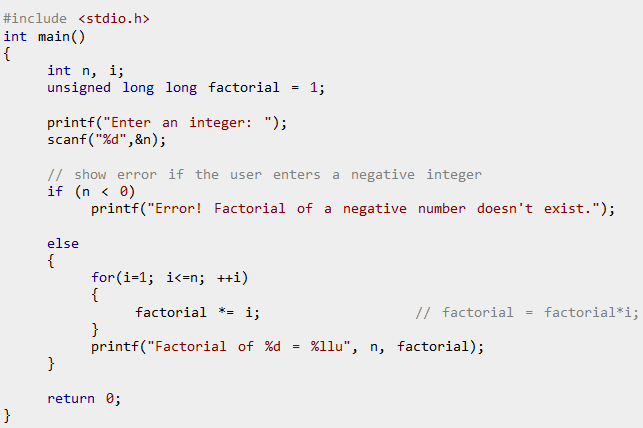 #include <stdio.h>
int main()
{
int n, i;
unsigned long long factorial = 1;
printf("Enter an integer: ");
scanf("%d",&n);
// show error if the user enters a negative integer
if (n < 0)
printf("Error! Factorial of a negative number doesn't exist.");
else
{
for(i=1; i<=n; ++i)
{
factorial *= i; // factorial = factorial*i;
}
printf("Factorial of %d = %llu", n, factorial);
}
return 0;
}